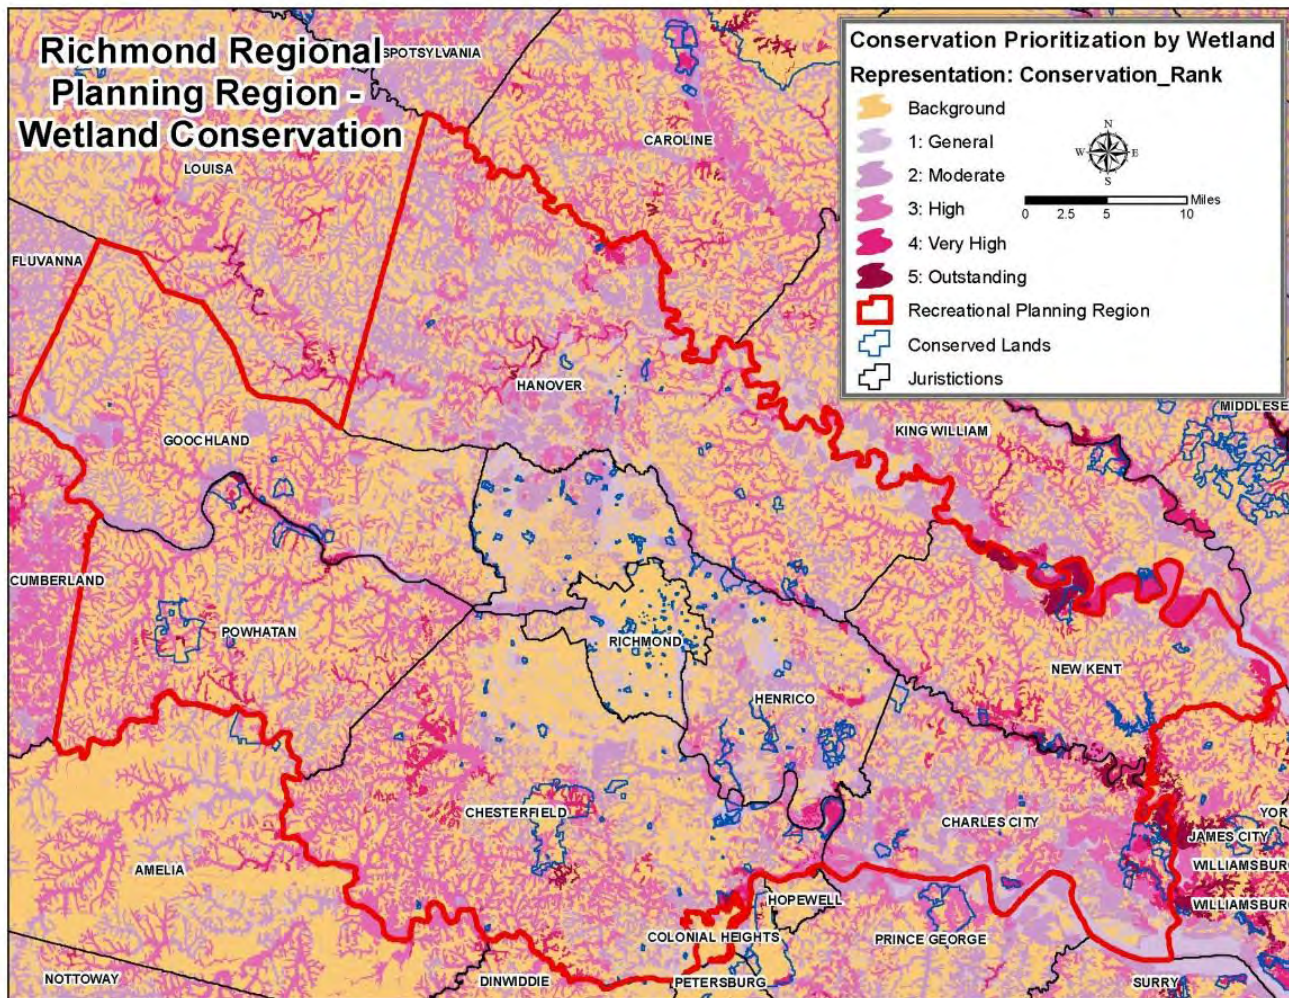 Richmond Regional
Planning Region -
Wetland Conservation
Conservation Prioritization by Wetland
Representation: Conservation_Rank
Background
1: General
2: Moderate
3: High
4: Very High
5: Outstanding
Recreational Planning Region
Conserved Lands
Juristictions
N
W E
S
0 2.5 5 10 Miles
SPOTSYLVANIA
CAROLINE
LOUISA
FLUVANNA
HANOVER
MIDDLESE
KING WILLIAM
GOOCHLAND
CUMBERLAND
POWHATAN
RICHMOND
NEW KENT
HENRICO
CHESTERFIELD
CHARLES CITY
YOR
JAMES CITY
WILLIAMSBURG
AMELIA
HOPEWELL
WILLIAMSBURG
COLONIAL HEIGHTS
PRINCE GEORGE
NOTTOWAY
DINWIDDIE
PETERSBURG
SURRY